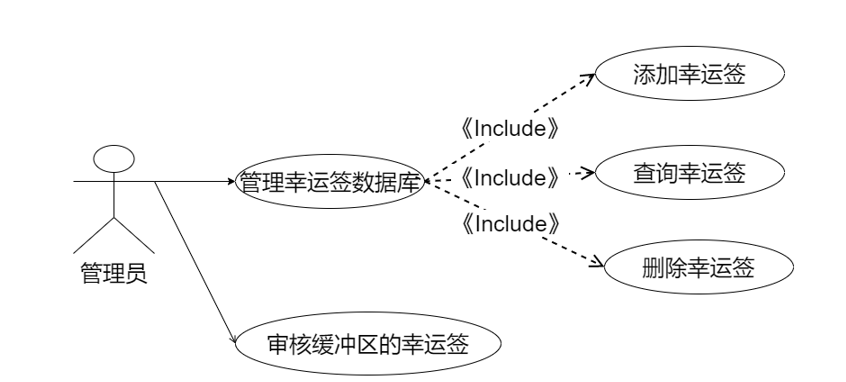 添加幸运签
《Include》
管理幸运签数据库
《Include》
查询幸运签
《Include》
删除幸运签
管理员
审核缓冲区的幸运签